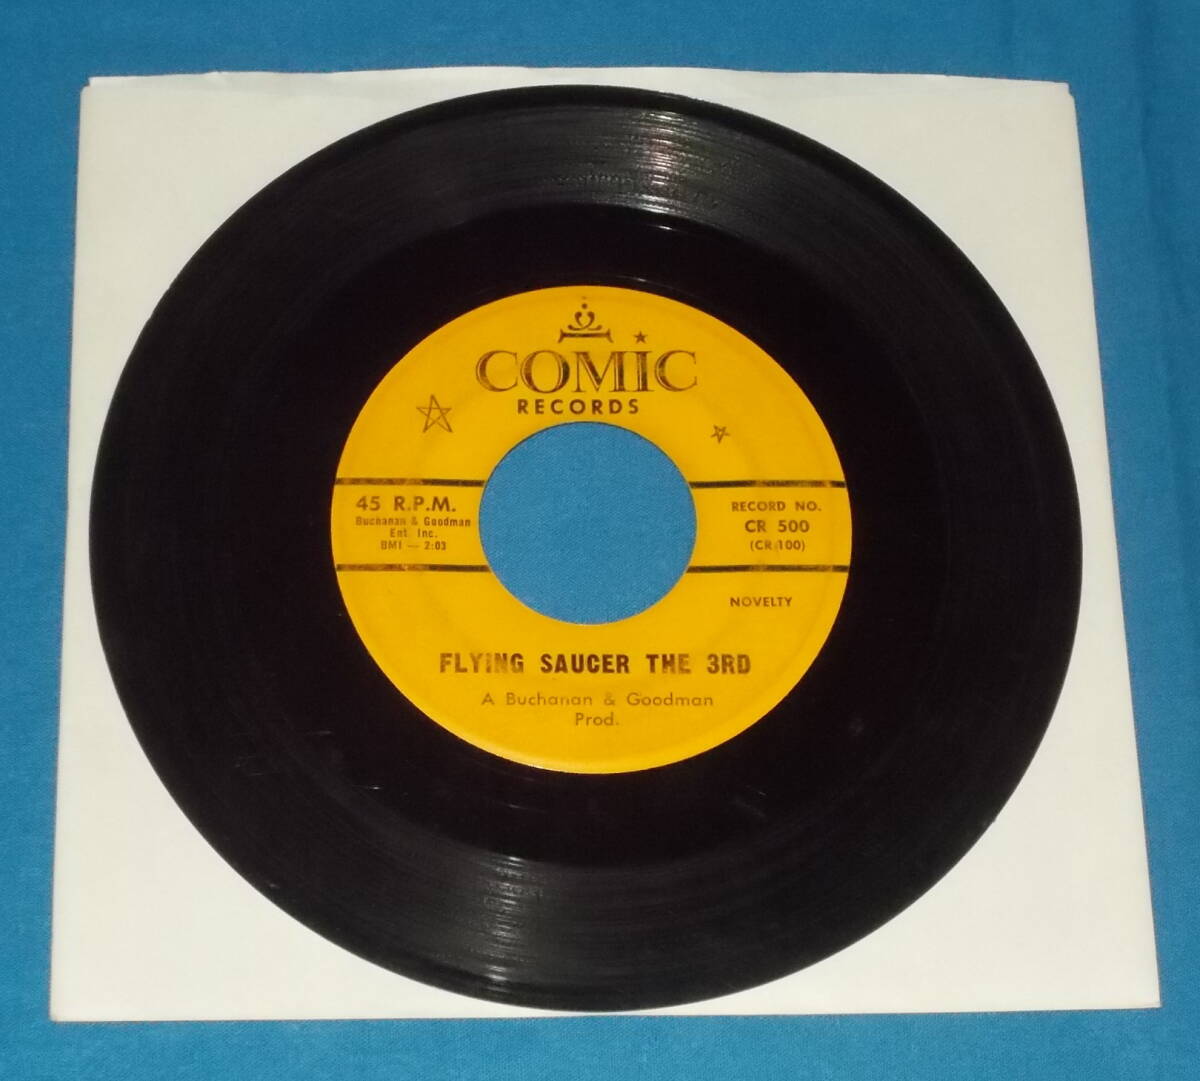 COMIC
RECORDS
45 R.P.M.
Buchanan & Goodman
Ent. Inc.
BMI — 2:03
RECORD NO.
CR 500
(CR 100)
NOVELTY
FLYING SAUCER THE 3RD
A Buchanan & Goodman
Prod.